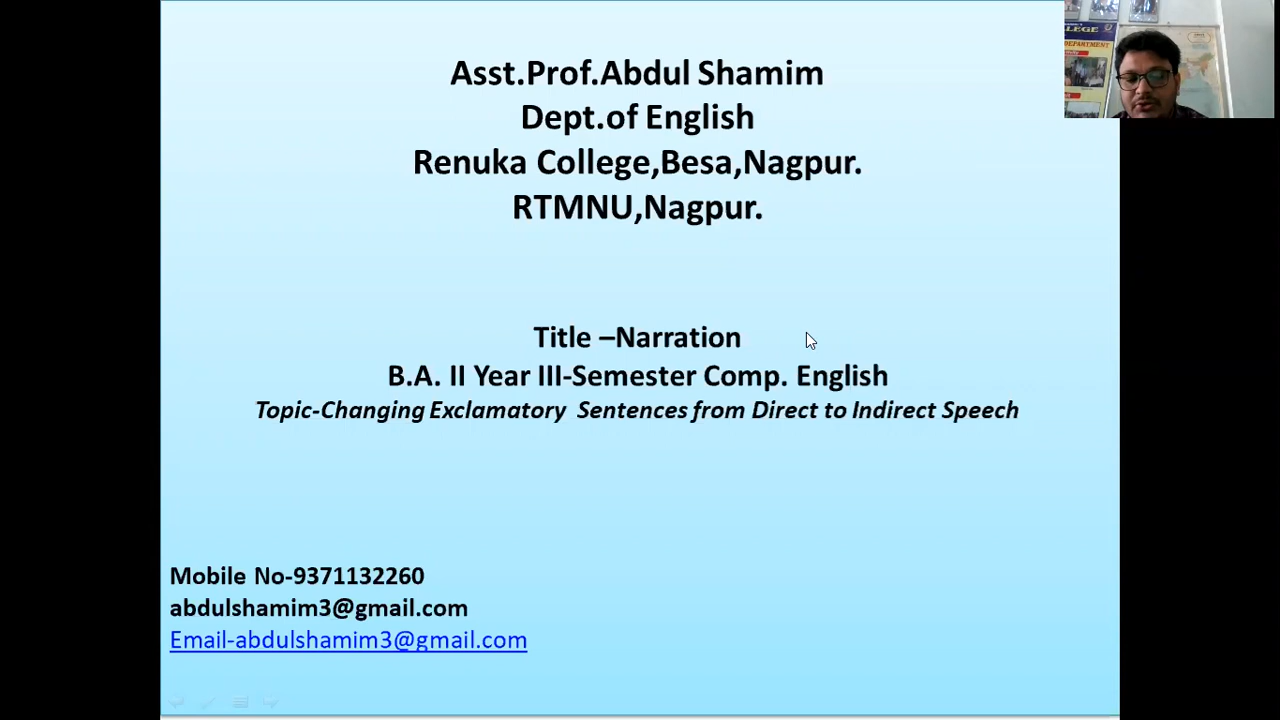 Asst.Prof.Abdul Shamim
Dept.of English
Renuka College,Besa,Nagpur.
RTMNU,Nagpur.
Title –Narration
B.A. II Year III-Semester Comp. English
Topic-Changing Exclamatory  Sentences from Direct to Indirect Speech
Mobile No-9371132260
abdulshamim3@gmail.com
Email-abdulshamim3@gmail.com
DEPARTMENT